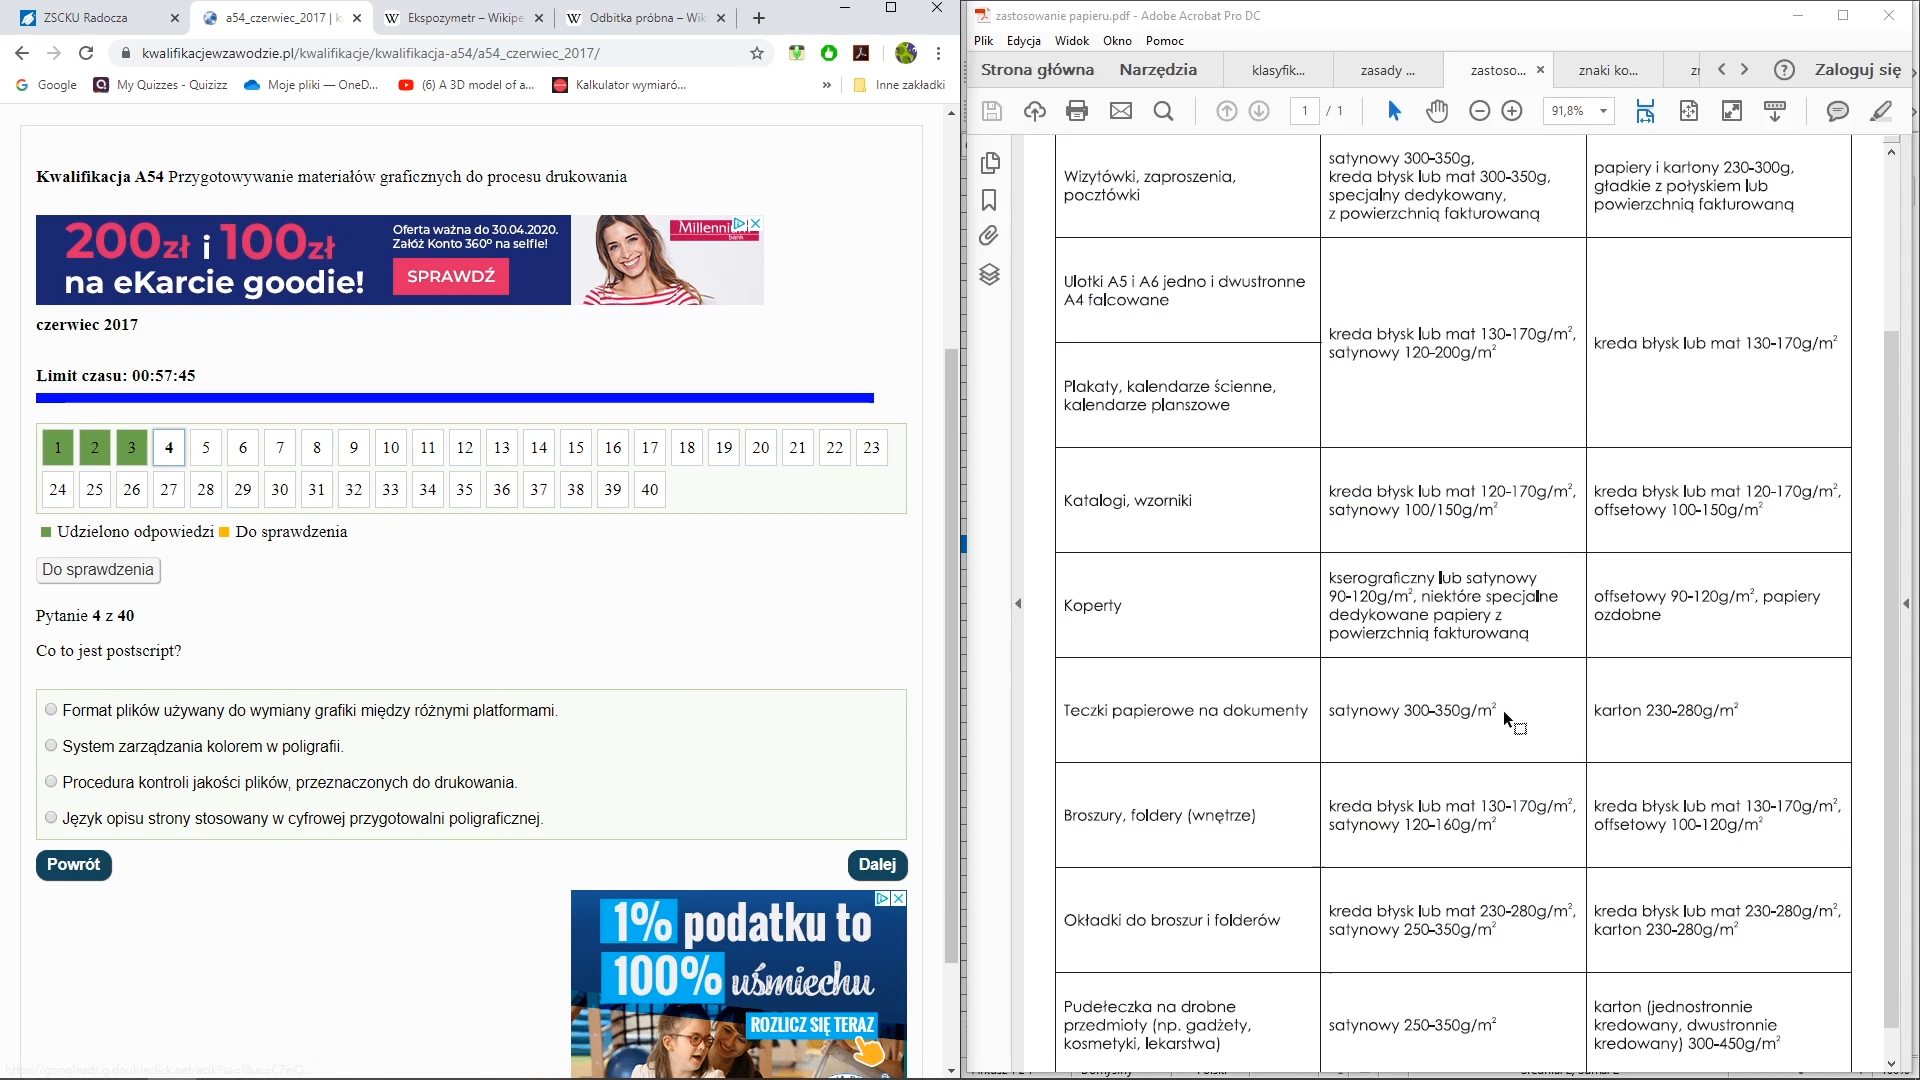 ZSCKU Radocza
a54_czerwiec_2017 | k
Ekspozymetr – Wikipe
Odbitka próbna – Wik
kwalifikacjewzawodzie.pl/kwalifikacje/kwalifikacja-a54/a54_czerwiec_2017/
Google
My Quizzes - Quizizz
Moje pliki — OneD...
(6) A 3D model of a...
Kalkulator wymiaró...
»
Inne zakładki
Kwalifikacja A54 Przygotowywanie materiałów graficznych do procesu drukowania
200zł i 100zł
na eKarcie goodie!
Oferta ważna do 30.04.2020.
Załóż Konto 360° na selfie!
SPRAWDŹ
Millenni
bank
czerwiec 2017
Limit czasu: 00:57:45
1 2 3 4 5 6 7 8 9 10 11 12 13 14 15 16 17 18 19 20 21 22 23
24 25 26 27 28 29 30 31 32 33 34 35 36 37 38 39 40
Udzielono odpowiedzi Do sprawdzenia
Do sprawdzenia
Pytanie 4 z 40
Co to jest postscript?
Format plików używany do wymiany grafiki między różnymi platformami.
System zarządzania kolorem w poligrafii.
Procedura kontroli jakości plików, przeznaczonych do drukowania.
Język opisu strony stosowany w cyfrowej przygotowalni poligraficznej.
Powrót
Dalej
1% podatku to
100% uśmiechu
ROZLICZ SIĘ TERAZ
zastosowanie papieru.pdf - Adobe Acrobat Pro DC
Plik Edycja Widok Okno Pomoc
Strona główna
Narzędzia
klasyfik...
zasady ...
zastoso...
znaki ko...
Zaloguj się
1 / 1
91,8%
Wizytówki, zaproszenia,
pocztówki
satynowy 300-350g,
kreda błysk lub mat 300-350g,
specjalny dedykowany,
z powierzchnią fakturowaną
papiery i kartony 230-300g,
gładkie z połyskiem lub
powierzchnią fakturowaną
Ulotki A5 i A6 jedno i dwustronne
A4 falcowane
kreda błysk lub mat 130-170g/m²,
satynowy 120-200g/m²
kreda błysk lub mat 130-170g/m²
Plakaty, kalendarze ścienne,
kalendarze planszowe
Katalogi, wzorniki
kreda błysk lub mat 120-170g/m²,
satynowy 100/150g/m²
kreda błysk lub mat 120-170g/m²,
offsetowy 100-150g/m²
Koperty
kserograficzny lub satynowy
90-120g/m², niektóre specjalne
dedykowane papiery z
powierzchnią fakturowaną
offsetowy 90-120g/m², papiery
ozdobne
Teczki papierowe na dokumenty
satynowy 300-350g/m²
karton 230-280g/m²
Broszury, foldery (wnętrze)
kreda błysk lub mat 130-170g/m²,
satynowy 120-160g/m²
kreda błysk lub mat 130-170g/m²,
offsetowy 100-120g/m²
Okładki do broszur i folderów
kreda błysk lub mat 230-280g/m²,
satynowy 250-350g/m²
kreda błysk lub mat 230-280g/m²,
karton 230-280g/m²
Pudełeczka na drobne
przedmioty (np. gadżety,
kosmetyki, lekarstwa)
satynowy 250-350g/m²
karton (jednostronnie
kredowany, dwustronnie
kredowany) 300-450g/m²